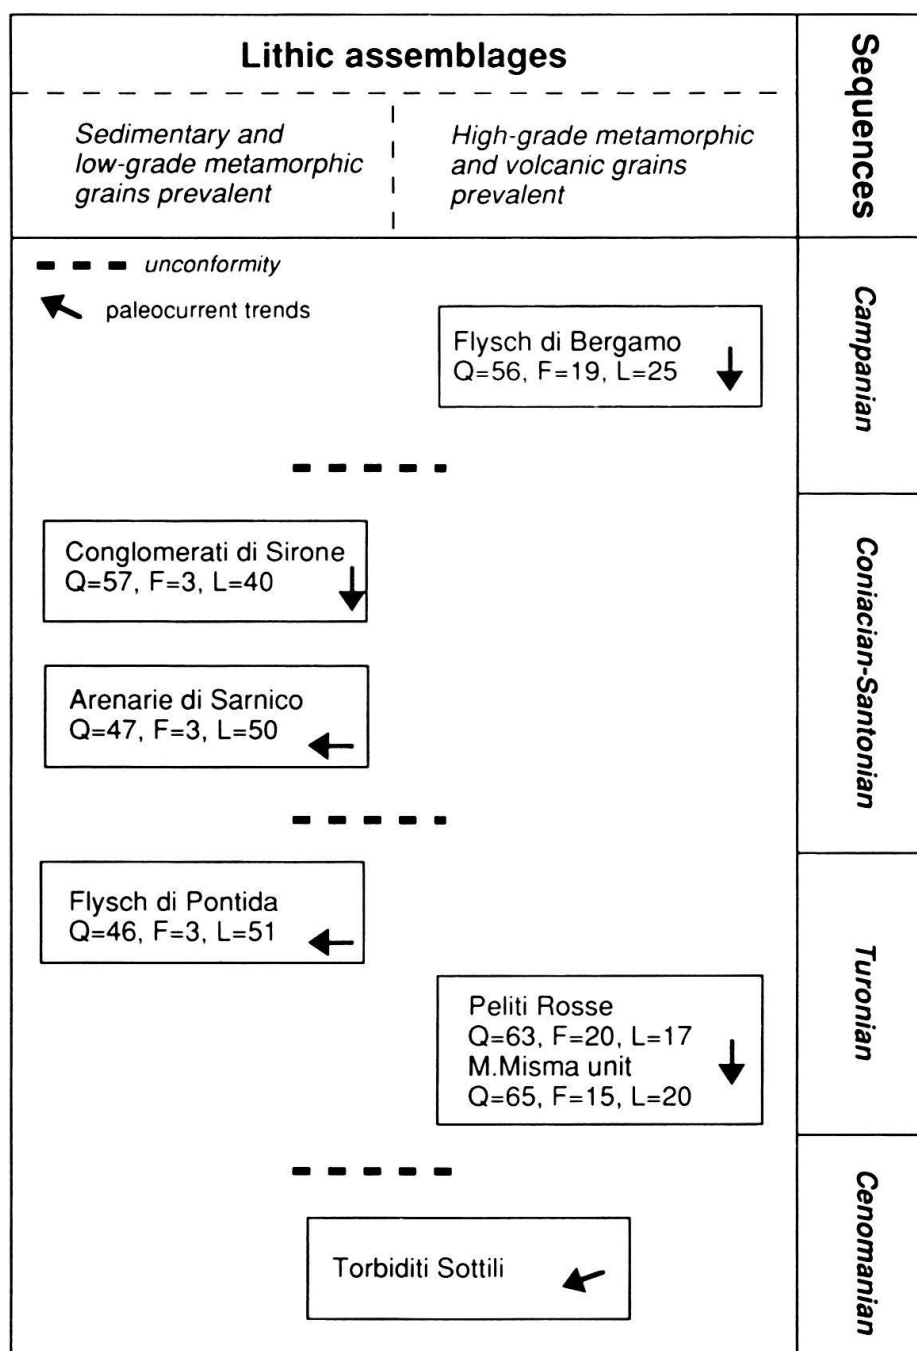 Lithic assemblages
Sequences
Sedimentary and
low-grade metamorphic
grains prevalent
High-grade metamorphic
and volcanic grains
prevalent
unconformity
paleocurrent trends
Flysch di Bergamo
Q=56, F=19, L=25
Campanian
Conglomerati di Sirone
Q=57, F=3, L=40
Arenarie di Sarnico
Q=47, F=3, L=50
Coniacian-Santonian
Flysch di Pontida
Q=46, F=3, L=51
Peliti Rosse
Q=63, F=20, L=17
M.Misma unit
Q=65, F=15, L=20
Turonian
Torbiditi Sottili
Cenomanian